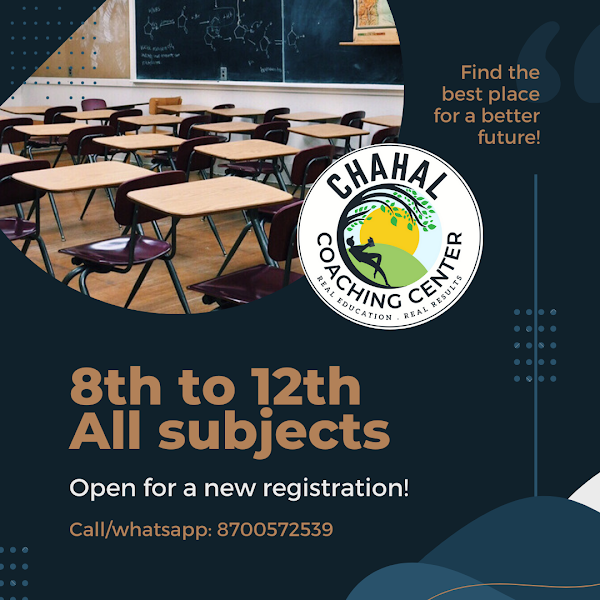 Find the
best place
for a better
future!
CHAHAL
COACHING CENTER
REAL EDUCATION . REAL RESULTS
8th to 12th
All subjects
Open for a new registration!
Call/whatsapp: 8700572539